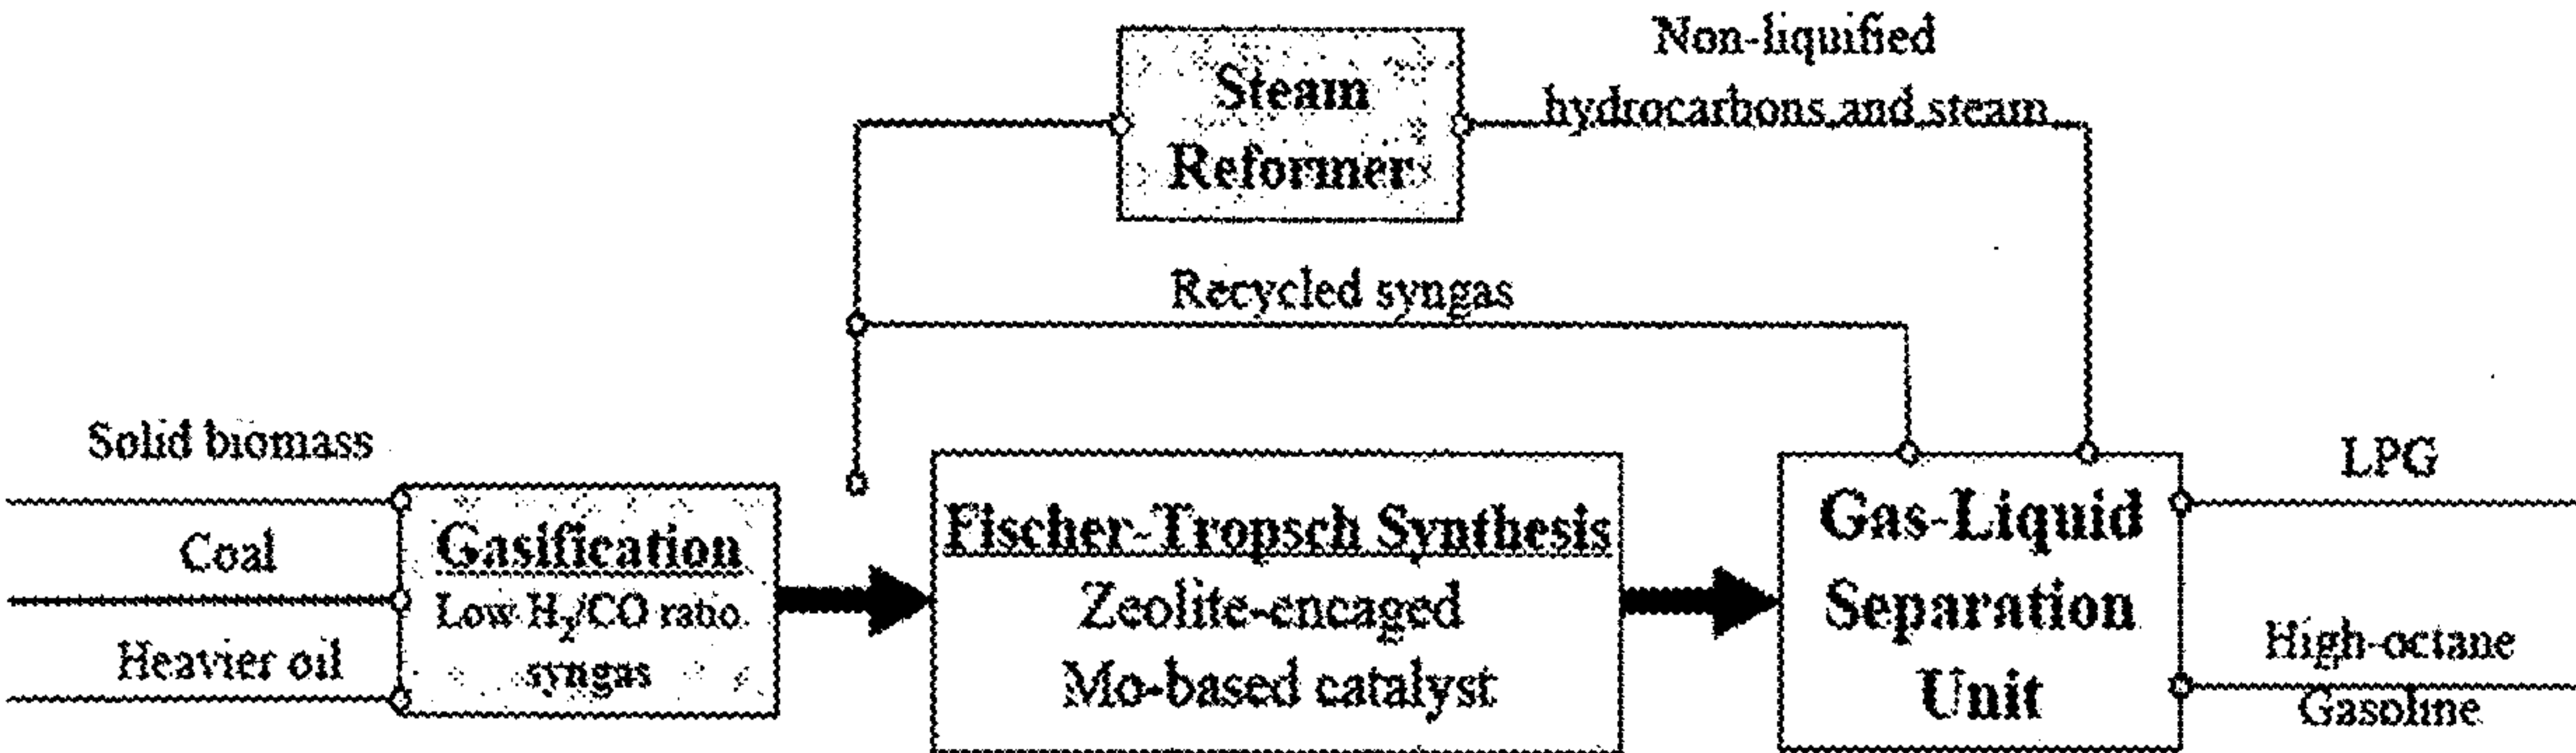 Steam
Reformer
Non-liquified
hydrocarbons and steam
Recycled syngas
Solid biomass
Coal
Heavier oil
Gasification
Low H₂/CO ratio
syngas
Fischer-Tropsch Synthesis
Zeolite-encaged
Mo-based catalyst
Gas-Liquid
Separation
Unit
LPG
High-octane
Gasoline